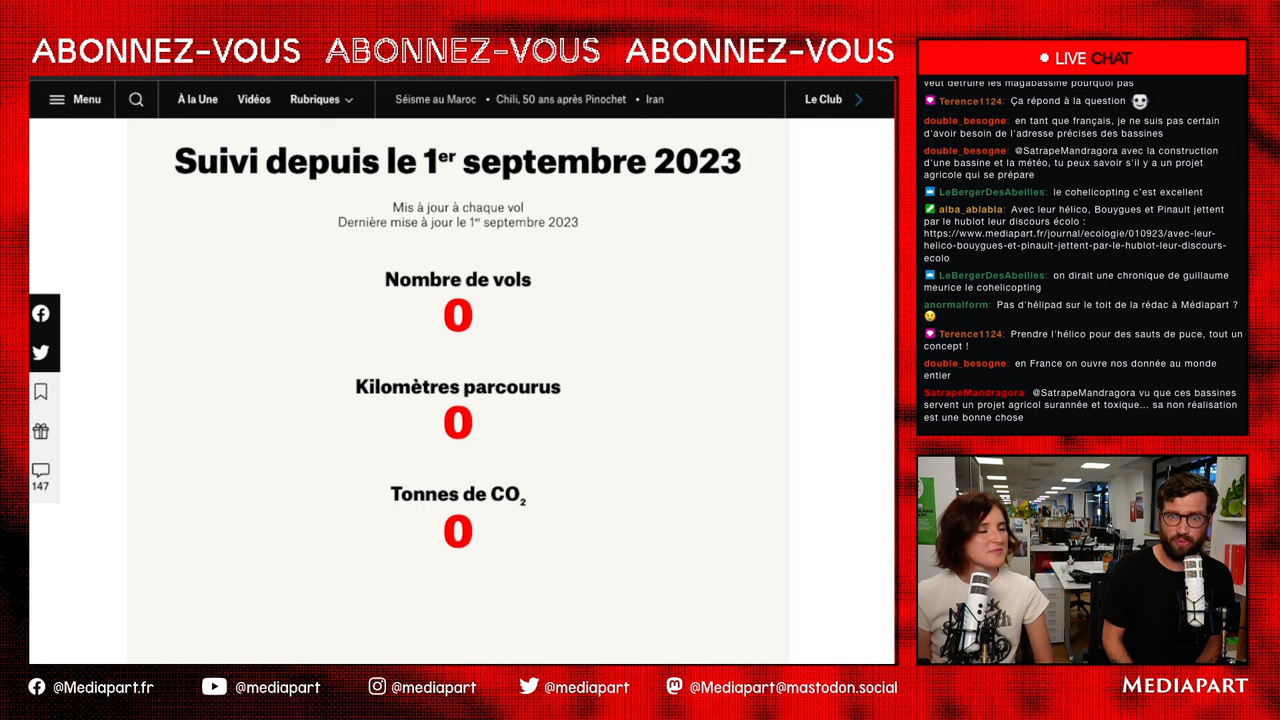 ABONNEZ-VOUS ABONNEZ-VOUS ABONNEZ-VOUS
Menu À la Une Vidéos Rubriques Séisme au Maroc • Chili, 50 ans après Pinochet • Iran Le Club
Suivi depuis le 1er septembre 2023
Mis à jour à chaque vol
Dernière mise à jour le 1er septembre 2023
Nombre de vols
0
Kilomètres parcourus
0
Tonnes de CO2
0
147
LIVE CHAT
veut détruire les magabassine pourquoi pas
Terence1124: Ça répond à la question
double_besogne: en tant que français, je ne suis pas certain
d'avoir besoin de l'adresse précises des bassines
double_besogne: @SatrapeMandragora avec la construction
d'une bassine et la météo, tu peux savoir s'il y a un projet
agricole qui se prépare
LeBergerDesAbeilles: le cohelicopting c'est excellent
alba_ablabla: Avec leur hélico, Bouygues et Pinault jettent
par le hublot leur discours écolo :
https://www.mediapart.fr/journal/ecologie/010923/avec-leur-
helico-bouygues-et-pinault-jettent-par-le-hublot-leur-discours-
ecolo
LeBergerDesAbeilles: on dirait une chronique de guillaume
meurice le cohelicopting
anormalform: Pas d'hélipad sur le toit de la rédac à Médiapart ?
Terence1124: Prendre l'hélico pour des sauts de puce, tout un
concept !
double_besogne: en France on ouvre nos donnée au monde
entier
SatrapeMandragora: @SatrapeMandragora vu que ces bassines
servent un projet agricol surannée et toxique... sa non réalisation
est une bonne chose
@Mediapart.fr @mediapart @mediapart @mediapart @Mediapart@mastodon.social
MEDIAPART